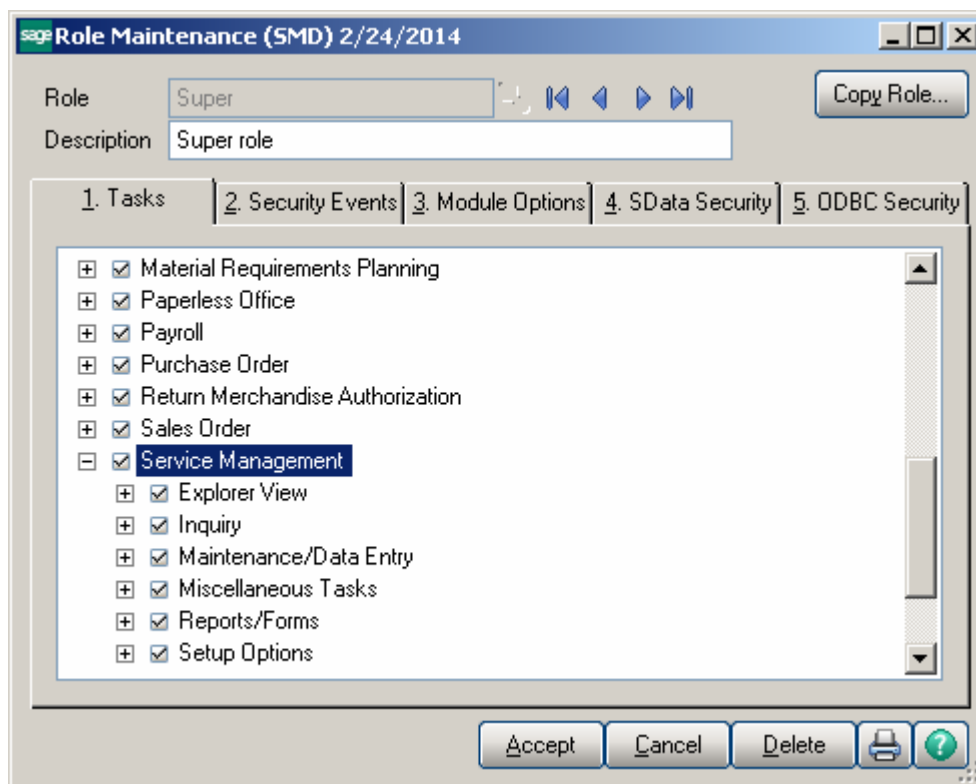 sage Role Maintenance (SMD) 2/24/2014
Role Super Copy Role...
Description Super role
1. Tasks 2. Security Events 3. Module Options 4. SData Security 5. ODBC Security
Material Requirements Planning
Paperless Office
Payroll
Purchase Order
Return Merchandise Authorization
Sales Order
Service Management
Explorer View
Inquiry
Maintenance/Data Entry
Miscellaneous Tasks
Reports/Forms
Setup Options
Accept Cancel Delete ?